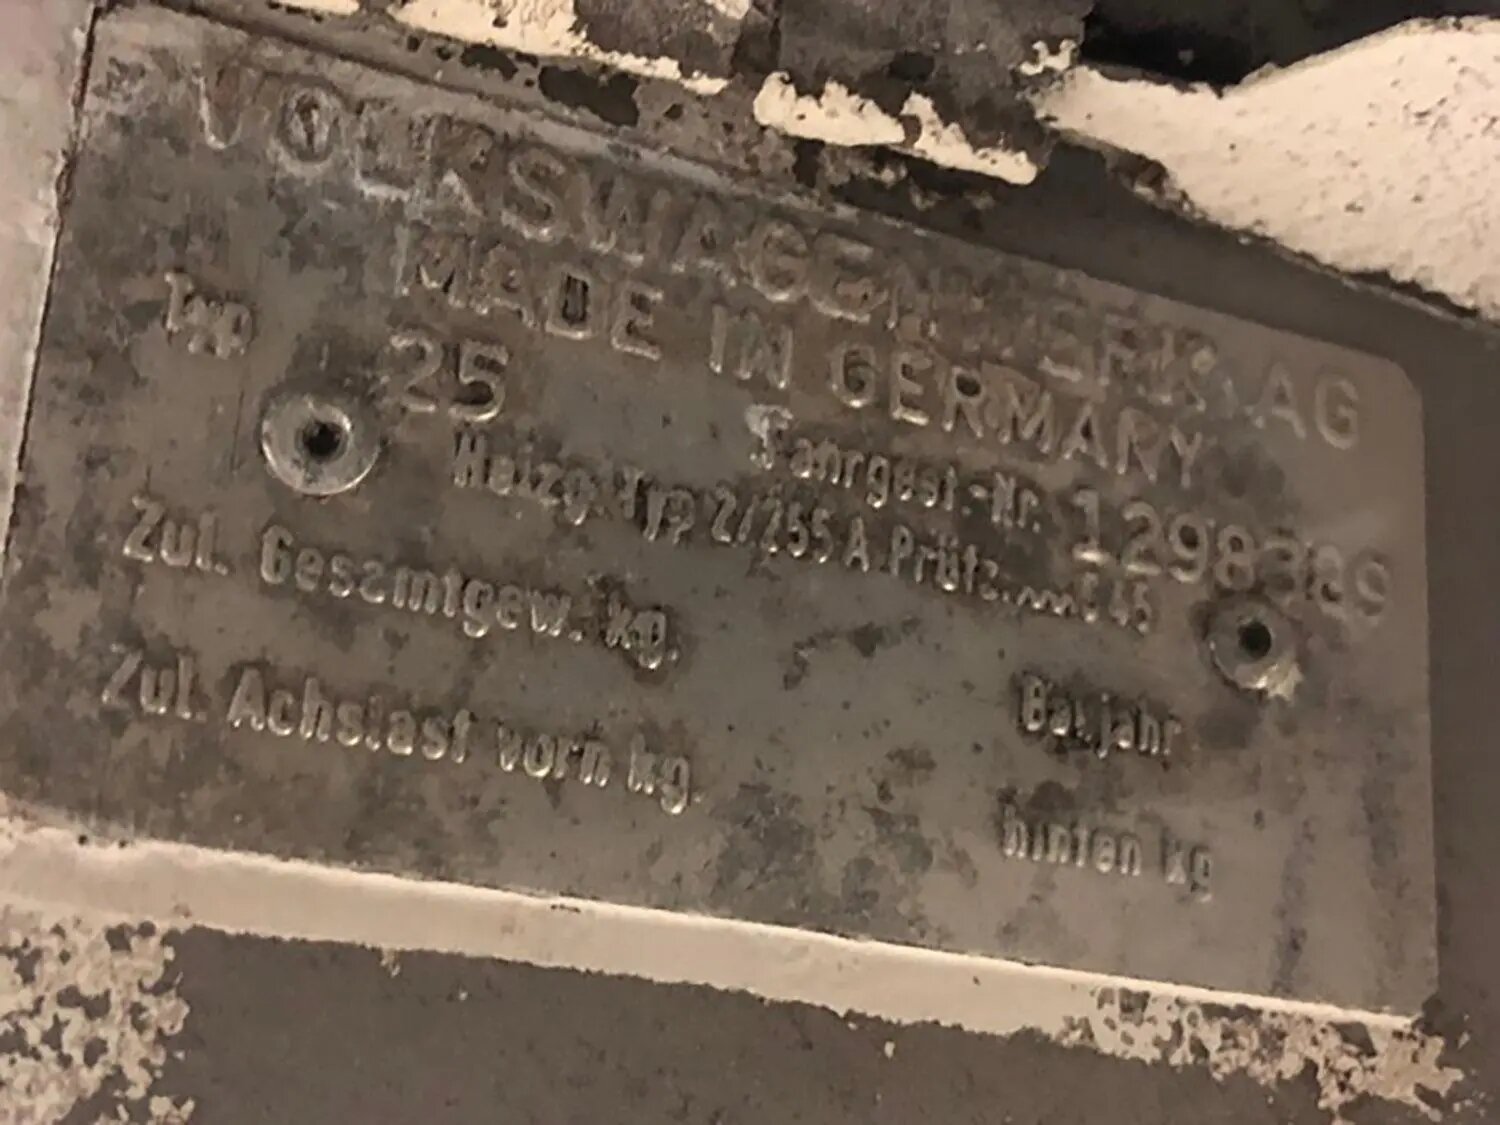 VOLKSWAGENWERK AG
MADE IN GERMANY
Typ 25 Fahrgest.-Nr. 1298389
Heizg. Typ 2/255 A. Prüfz. S 45
Zul. Gesamtgew. kg. Baujahr
Zul. Achslast vorn kg. hinten kg